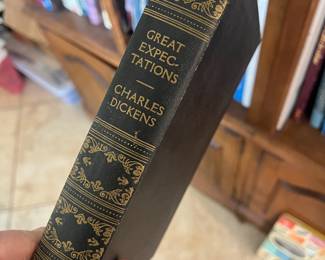 GREAT
EXPEC-
TATIONS
CHARLES
DICKENS